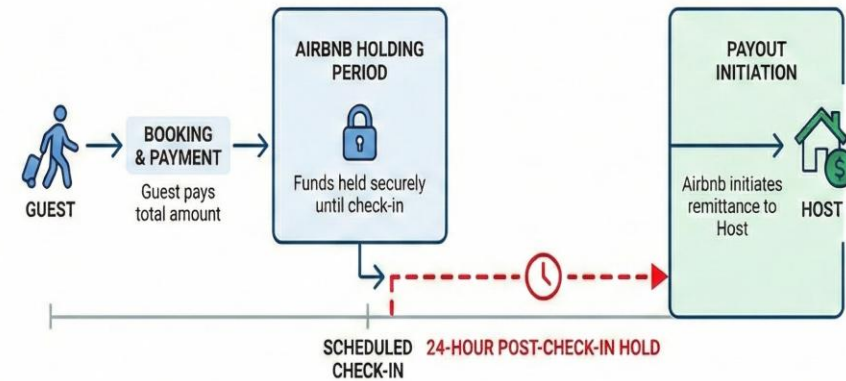 GUEST
BOOKING
& PAYMENT
Guest pays
total amount
AIRBNB HOLDING
PERIOD
Funds held securely
until check-in
PAYOUT
INITIATION
Airbnb initiates
remittance to
Host
HOST
$
SCHEDULED
CHECK-IN
24-HOUR POST-CHECK-IN HOLD